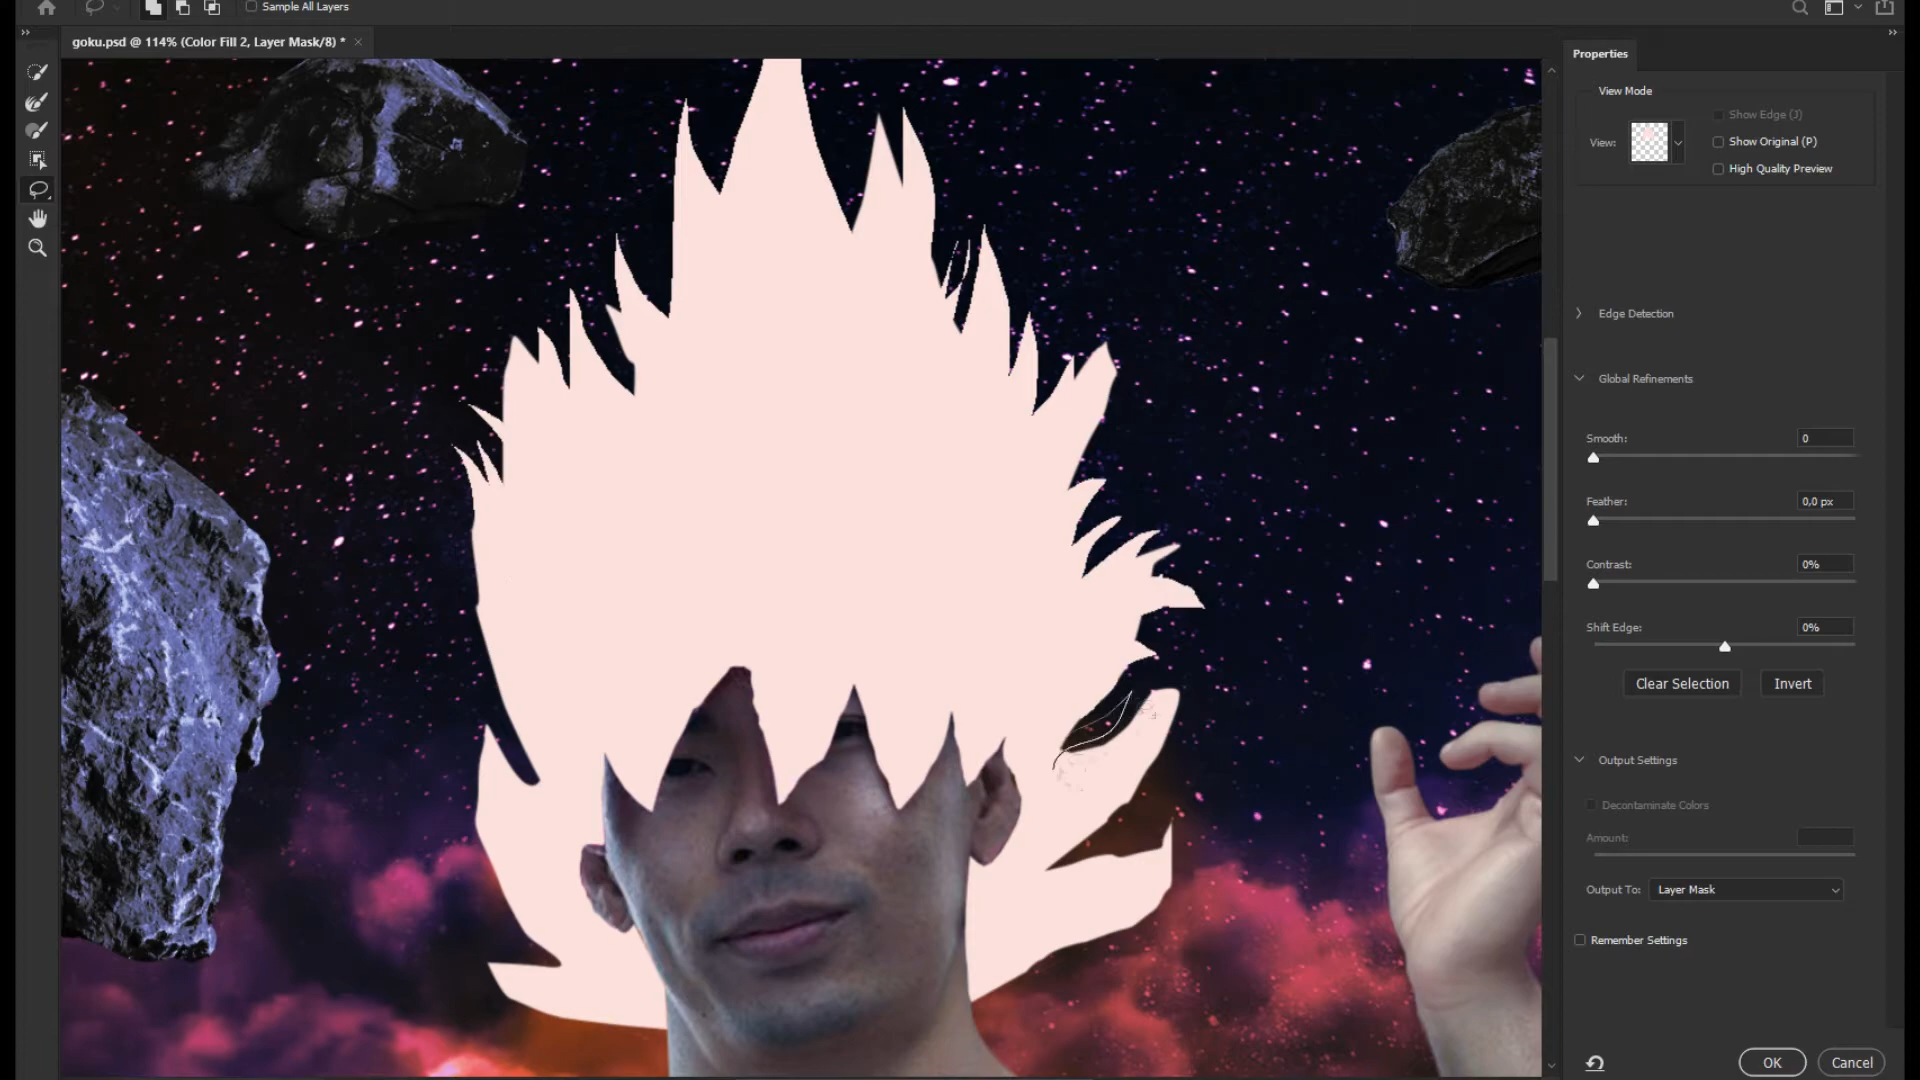 Sample All Layers
goku.psd @ 114% (Color Fill 2, Layer Mask/8) *
Properties
View Mode
Show Edge (J)
View:
Show Original (P)
High Quality Preview
Edge Detection
Global Refinements
Smooth: 0
Feather: 0,0 px
Contrast: 0%
Shift Edge: 0%
Clear Selection Invert
Output Settings
Decontaminate Colors
Amount:
Output To: Layer Mask
Remember Settings
OK Cancel